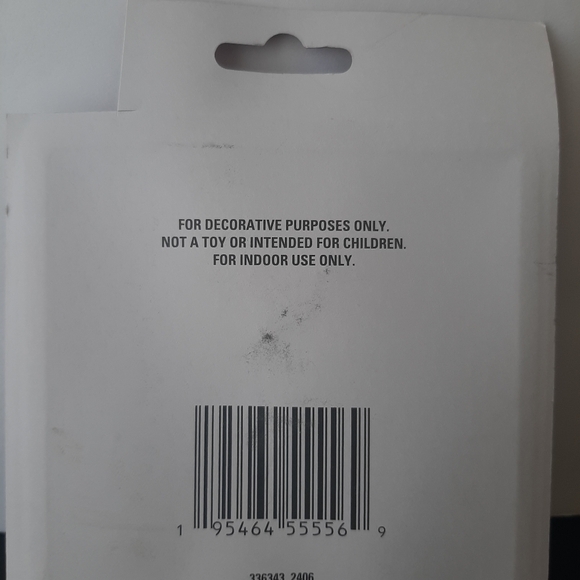 FOR DECORATIVE PURPOSES ONLY.
NOT A TOY OR INTENDED FOR CHILDREN.
FOR INDOOR USE ONLY.
1 95464 55556 9
336343 2406